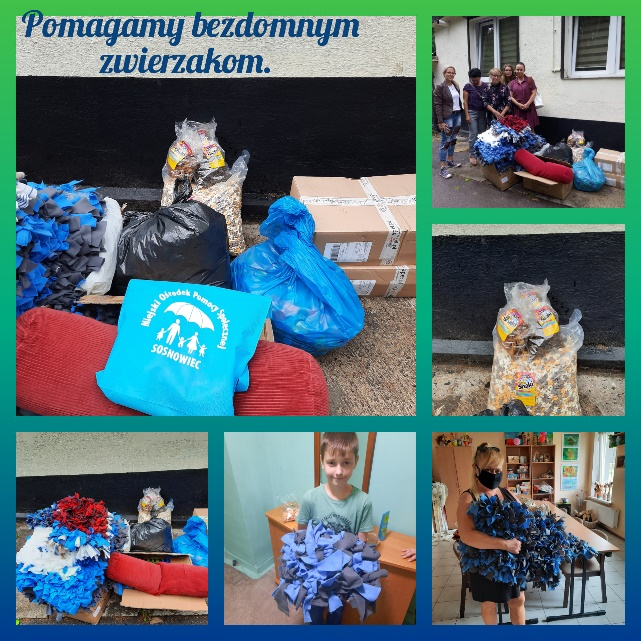 Pomagamy bezdomnym
zwierzakom.
Miejski Ośrodek Pomocy Społecznej
SOSNOWIEC